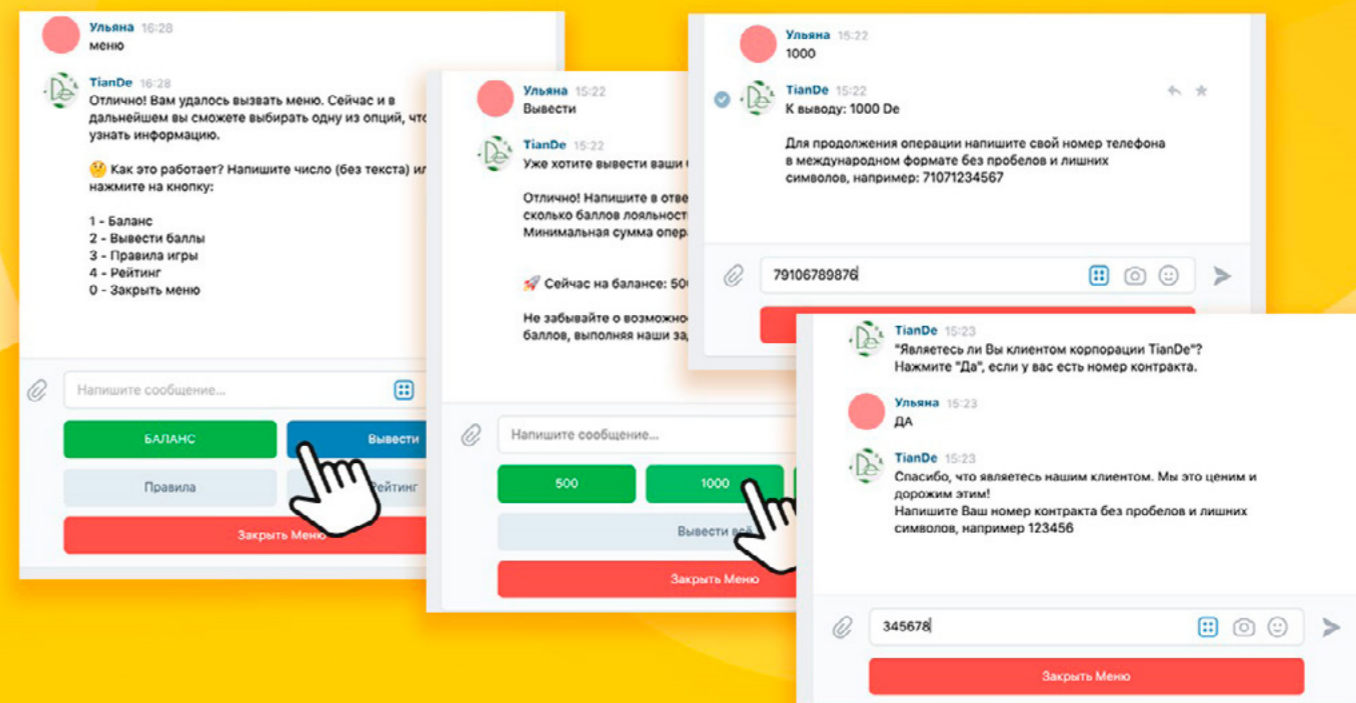 Ульяна 16:28
меню
TianDe 16:28
Отлично! Вам удалось вызвать меню. Сейчас и в
дальнейшем вы сможете выбирать одну из опций,
узнать информацию.
Как это работает? Напишите число (без текста)
нажмите на кнопку:
1 - Баланс
2 - Вывести баллы
3 - Правила игры
4 - Рейтинг
0 - Закрыть меню
Напишите сообщение...
БАЛАНС
Вывести
Правила
Рейтинг
Закрыть Меню
Ульяна 15:22
Вывести
TianDe 15:22
Уже хотите вывести ваши
Отлично! Напишите в
сколько баллов
Минимальная сумма
Сейчас на балансе:
Не забывайте о
баллов, выполняя наши
Напишите сообщение...
500
1000
Вывести
Закрыть Меню
Ульяна 15:22
1000
TianDe 15:22
К выводу: 1000 De
Для продолжения операции напишите свой номер телефона
в международном формате без пробелов и лишних
символов, например: 71071234567
79106789876
TianDe 15:23
"Являетесь ли Вы клиентом корпорации TianDe"?
Нажмите "Да", если у вас есть номер контракта.
Ульяна 15:23
ДА
TianDe 15:23
Спасибо, что являетесь нашим клиентом. Мы это ценим и
дорожим этим!
Напишите Ваш номер контракта без пробелов и лишних
символов, например 123456
345678
Закрыть Меню